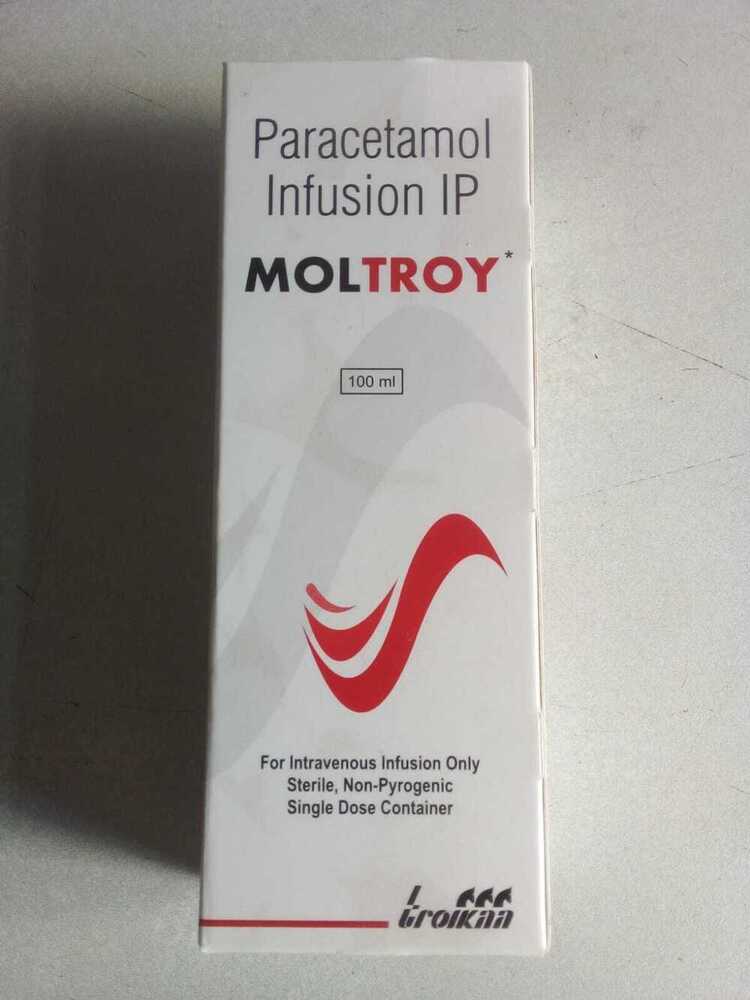 Paracetamol
Infusion IP
MOLTROY*
100 ml
For Intravenous Infusion Only
Sterile, Non-Pyrogenic
Single Dose Container
troikaa